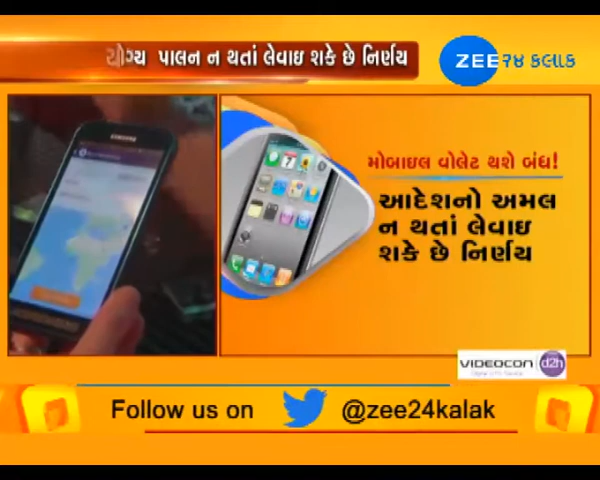 યોગ્ય પાલન ન થતાં લેવાઇ શકે છે નિર્ણય
ZEE ૨૪ કલાક
SAMSUNG
મોબાઇલ વોલેટ થશે બંધ!
આદેશનો અમલ
ન થતાં લેવાઇ
શકે છે નિર્ણય
VIDEOCON d2h
Follow us on @zee24kalak